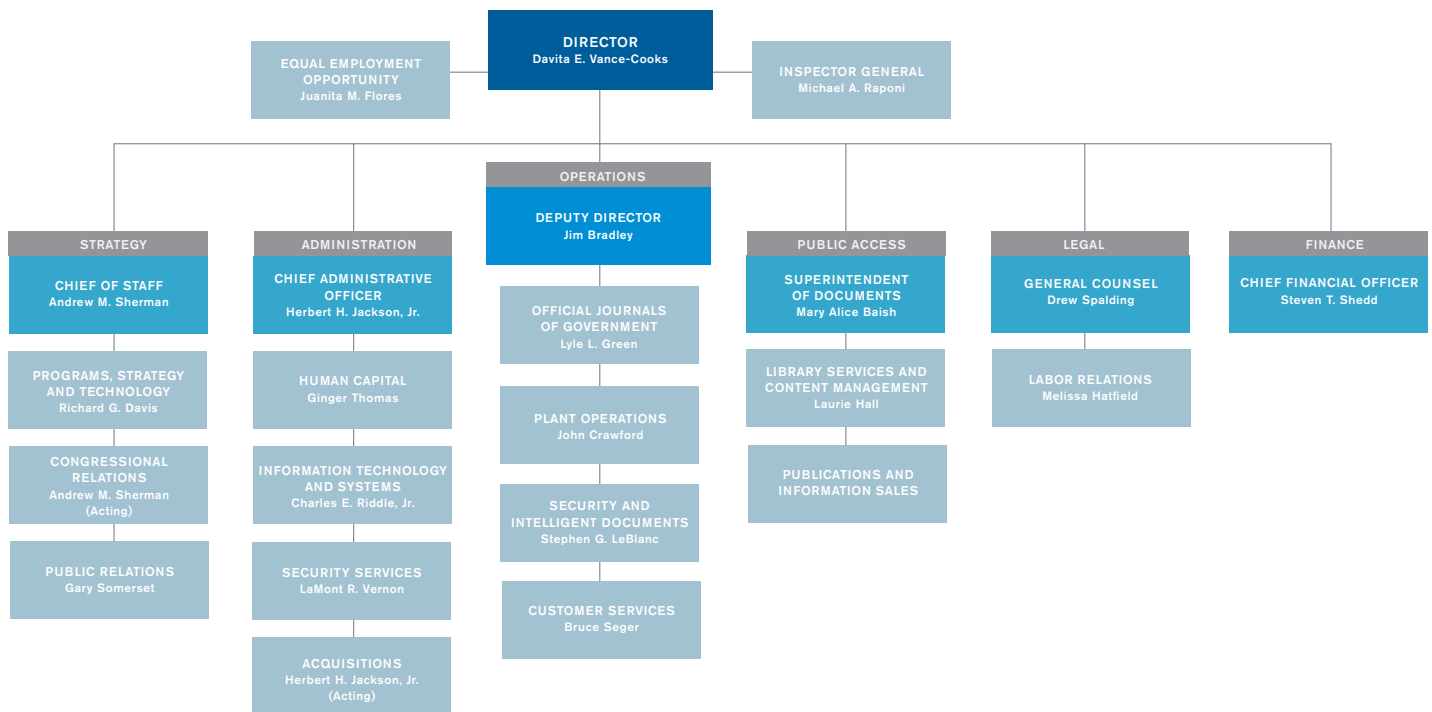 DIRECTOR
Davita E. Vance-Cooks
EQUAL EMPLOYMENT
OPPORTUNITY
Juanita M. Flores
INSPECTOR GENERAL
Michael A. Raponi
STRATEGY
CHIEF OF STAFF
Andrew M. Sherman
PROGRAMS, STRATEGY
AND TECHNOLOGY
Richard G. Davis
CONGRESSIONAL
RELATIONS
Andrew M. Sherman
(Acting)
PUBLIC RELATIONS
Gary Somerset
ADMINISTRATION
CHIEF ADMINISTRATIVE
OFFICER
Herbert H. Jackson, Jr.
HUMAN CAPITAL
Ginger Thomas
INFORMATION TECHNOLOGY
AND SYSTEMS
Charles E. Riddle, Jr.
SECURITY SERVICES
LaMont R. Vernon
ACQUISITIONS
Herbert H. Jackson, Jr.
(Acting)
OPERATIONS
DEPUTY DIRECTOR
Jim Bradley
OFFICIAL JOURNALS
OF GOVERNMENT
Lyle L. Green
PLANT OPERATIONS
John Crawford
SECURITY AND
INTELLIGENT DOCUMENTS
Stephen G. LeBlanc
CUSTOMER SERVICES
Bruce Seger
PUBLIC ACCESS
SUPERINTENDENT
OF DOCUMENTS
Mary Alice Baish
LIBRARY SERVICES AND
CONTENT MANAGEMENT
Laurie Hall
PUBLICATIONS AND
INFORMATION SALES
LEGAL
GENERAL COUNSEL
Drew Spalding
LABOR RELATIONS
Melissa Hatfield
FINANCE
CHIEF FINANCIAL OFFICER
Steven T. Shedd